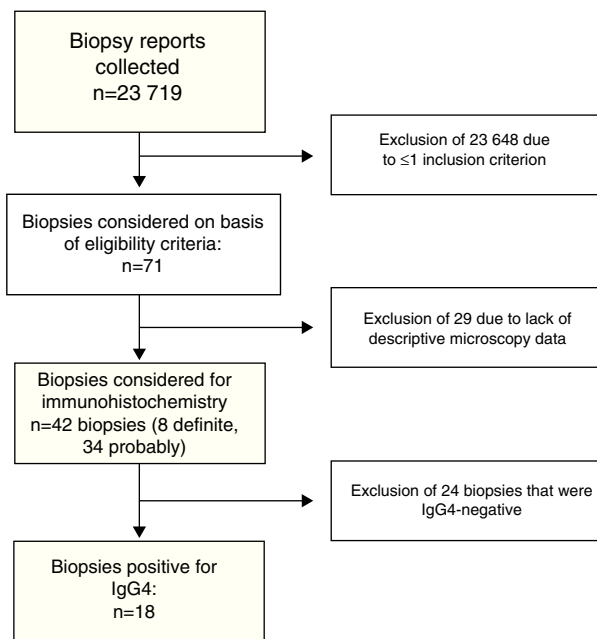 Biopsy reports
collected
n=23 719
Exclusion of 23 648 due
to ≤1 inclusion criterion
Biopsies considered on basis
of eligibility criteria:
n=71
Exclusion of 29 due to lack of
descriptive microscopy data
Biopsies considered for
immunohistochemistry
n=42 biopsies (8 definite,
34 probably)
Exclusion of 24 biopsies that were
IgG4-negative
Biopsies positive for
IgG4:
n=18